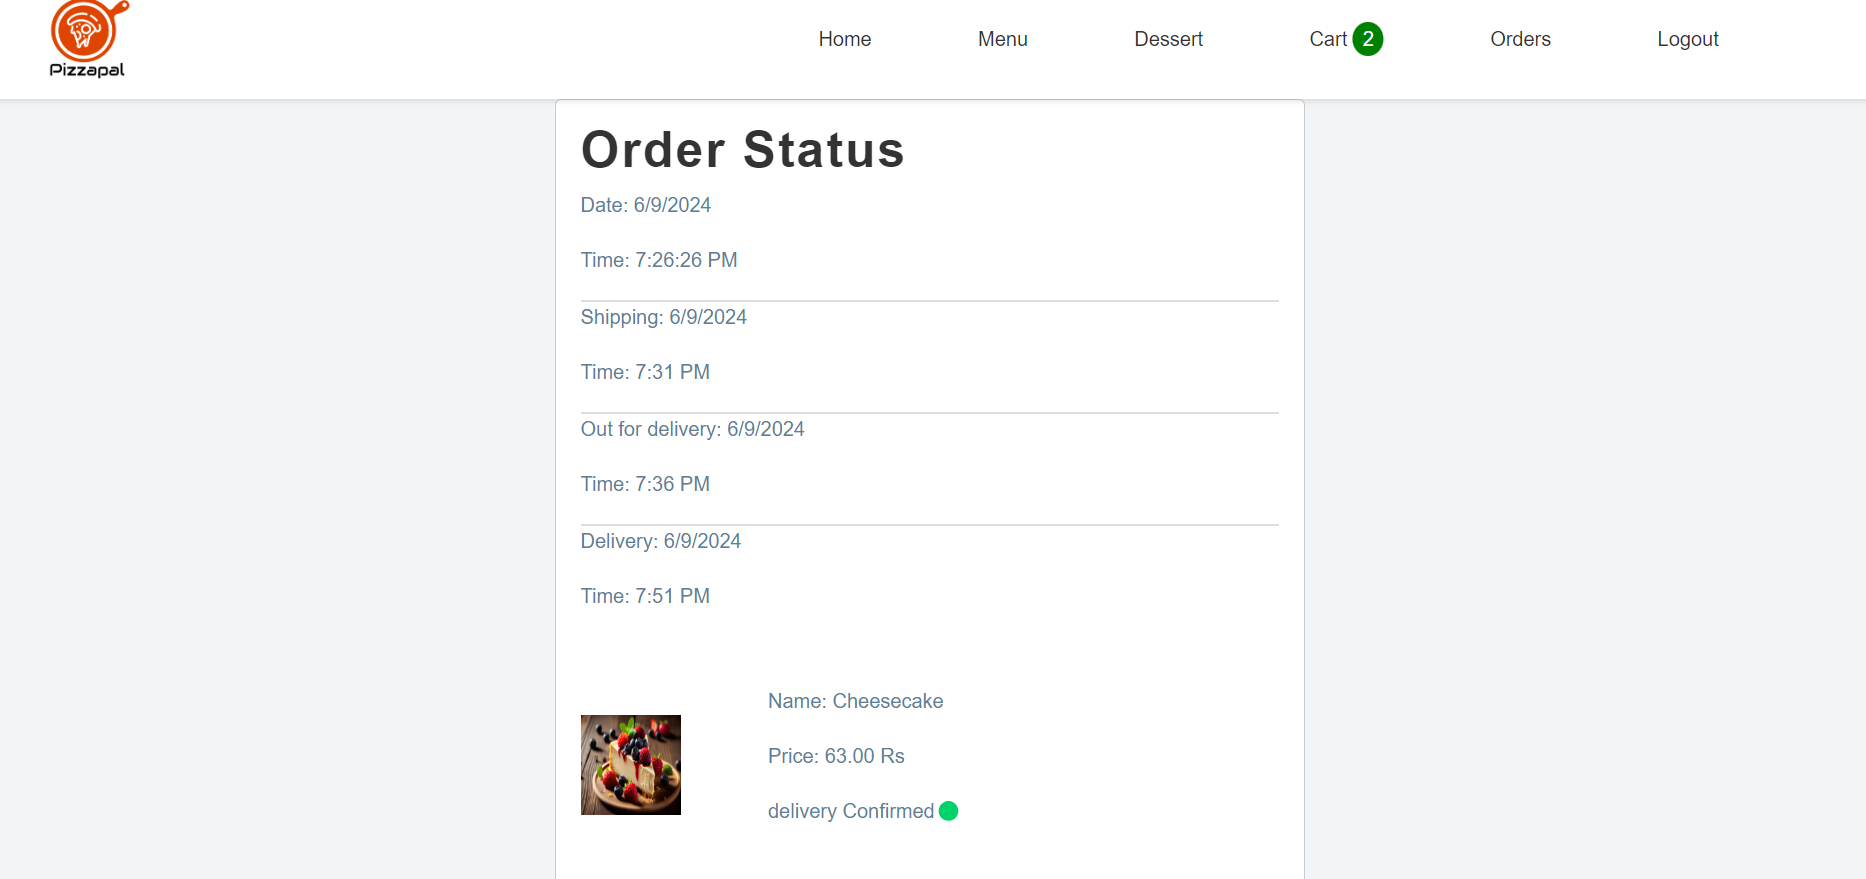 Pizzapal
Home Menu Dessert Cart 2 Orders Logout
Order Status
Date: 6/9/2024
Time: 7:26:26 PM
Shipping: 6/9/2024
Time: 7:31 PM
Out for delivery: 6/9/2024
Time: 7:36 PM
Delivery: 6/9/2024
Time: 7:51 PM
Name: Cheesecake
Price: 63.00 Rs
delivery Confirmed